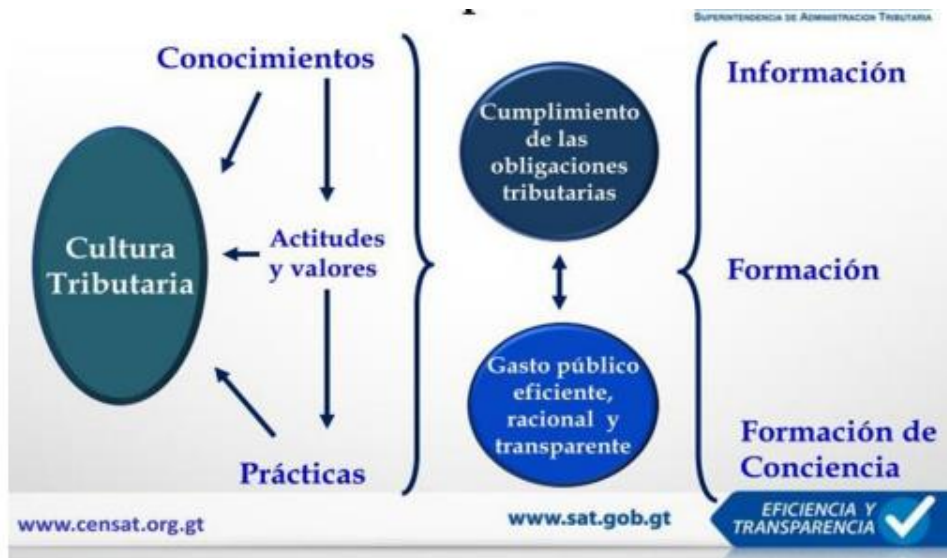 SUPERINTENDENCIA DE ADMINISTRACION TRIBUTARIA
Conocimientos
Cultura
Tributaria
Actitudes
y valores
Prácticas
Cumplimiento
de las
obligaciones
tributarias
Gasto público
eficiente,
racional y
transparente
Información
Formación
Formación de
Conciencia
www.censat.org.gt
www.sat.gob.gt
EFICIENCIA Y
TRANSPARENCIA